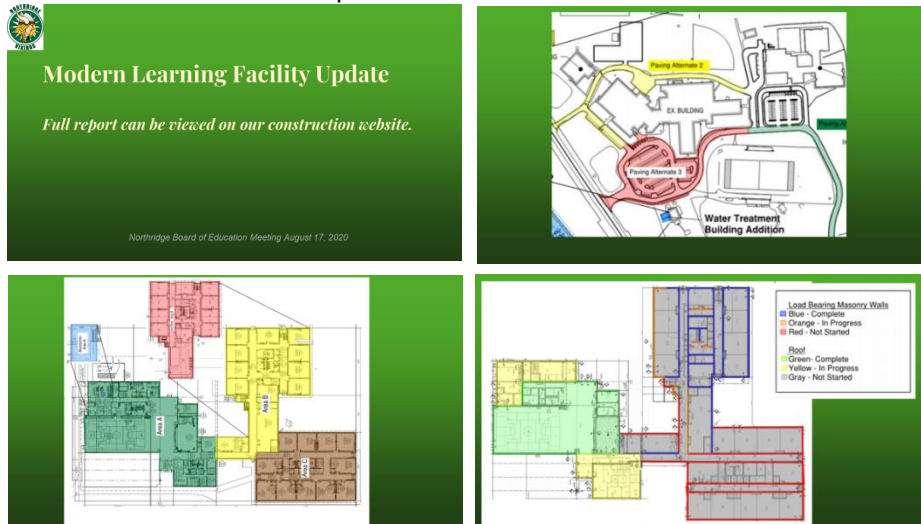 NORTHRIDGE
VIKINGS
Modern Learning Facility Update
Full report can be viewed on our construction website.
Northridge Board of Education Meeting August 17, 2020
Paving Alternate 2
EX. BUILDING
Paving
Paving Alternate 3
Water Treatment
Building Addition
Area A
Area B
Area C
Load Bearing Masonry Walls
Blue - Complete
Orange - In Progress
Red - Not Started
Roof
Green- Complete
Yellow - In Progress
Gray - Not Started